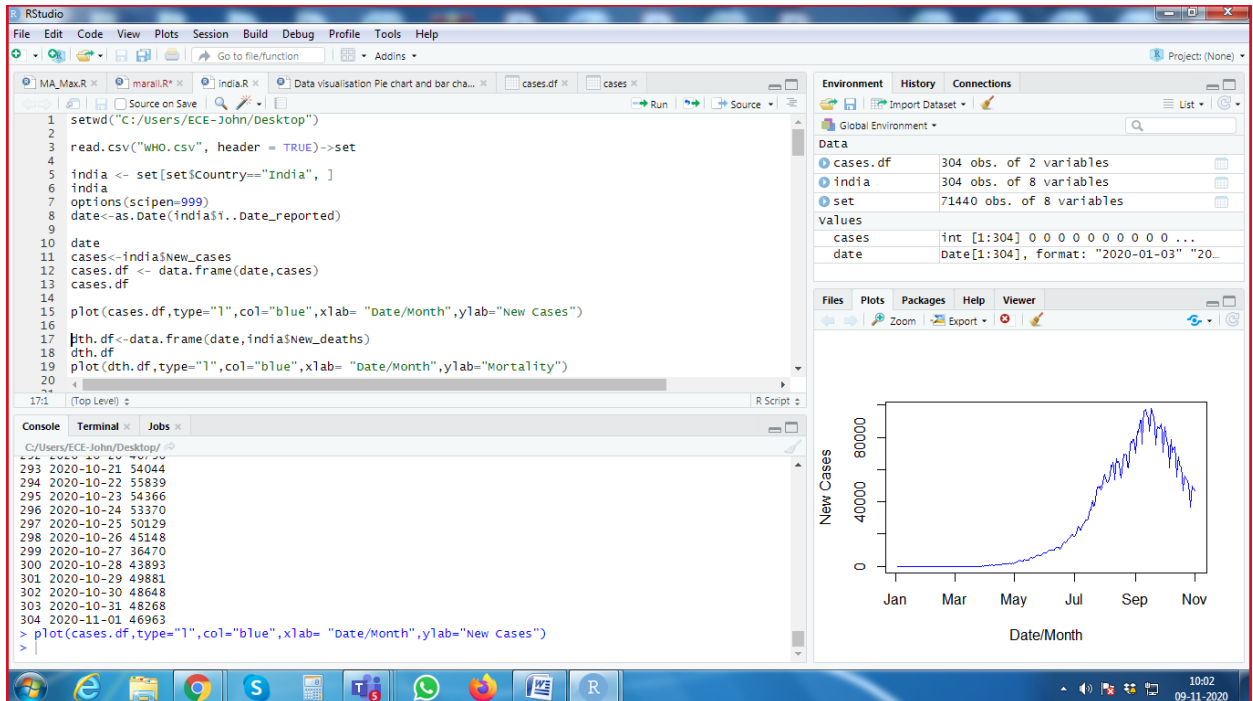 RStudio
File Edit Code View Plots Session Build Debug Profile Tools Help
Go to file/function Addins Project: (None)
MA_Max.R marall.R* india.R Data visualisation Pie chart and bar cha... cases.df cases
Source on Save Run Source
1 setwd("C:/Users/ECE-John/Desktop")
2
3 read.csv("WHO.csv", header = TRUE)->set
4
5 india <- set[set$Country=="India", ]
6 india
7 options(scipen=999)
8 date<-as.Date(india$ï..Date_reported)
9
10 date
11 cases<-india$New_cases
12 cases.df <- data.frame(date,cases)
13 cases.df
14
15 plot(cases.df,type="l",col="blue",xlab= "Date/Month",ylab="New Cases")
16
17 dth.df<-data.frame(date,india$New_deaths)
18 dth.df
19 plot(dth.df,type="l",col="blue",xlab= "Date/Month",ylab="Mortality")
20
17:1 (Top Level) R Script
Console Terminal Jobs
C:/Users/ECE-John/Desktop/
293 2020-10-21 54044
294 2020-10-22 55839
295 2020-10-23 54366
296 2020-10-24 53370
297 2020-10-25 50129
298 2020-10-26 45148
299 2020-10-27 36470
300 2020-10-28 43893
301 2020-10-29 49881
302 2020-10-30 48648
303 2020-10-31 48268
304 2020-11-01 46963
> plot(cases.df,type="l",col="blue",xlab= "Date/Month",ylab="New Cases")
>
Environment History Connections
Import Dataset List
Global Environment
Data
cases.df 304 obs. of 2 variables
india 304 obs. of 8 variables
set 71440 obs. of 8 variables
Values
cases int [1:304] 0 0 0 0 0 0 0 0 0 0 ...
date Date[1:304], format: "2020-01-03" "20...
Files Plots Packages Help Viewer
Zoom Export
New Cases
80000
40000
0
Jan Mar May Jul Sep Nov
Date/Month
10:02
09-11-2020